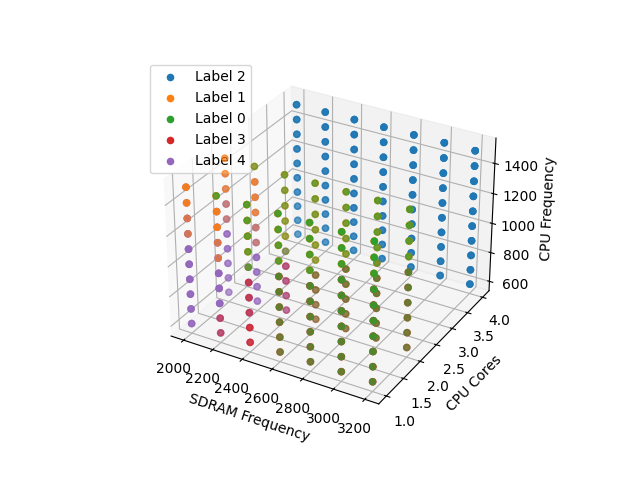 Label 2
Label 1
Label 0
Label 3
Label 4
1400
1200
1000
800
600
CPU Frequency
4.0
3.5
3.0
2.5
2.0
1.5
1.0
CPU Cores
2000
2200
2400
2600
2800
3000
3200
SDRAM Frequency